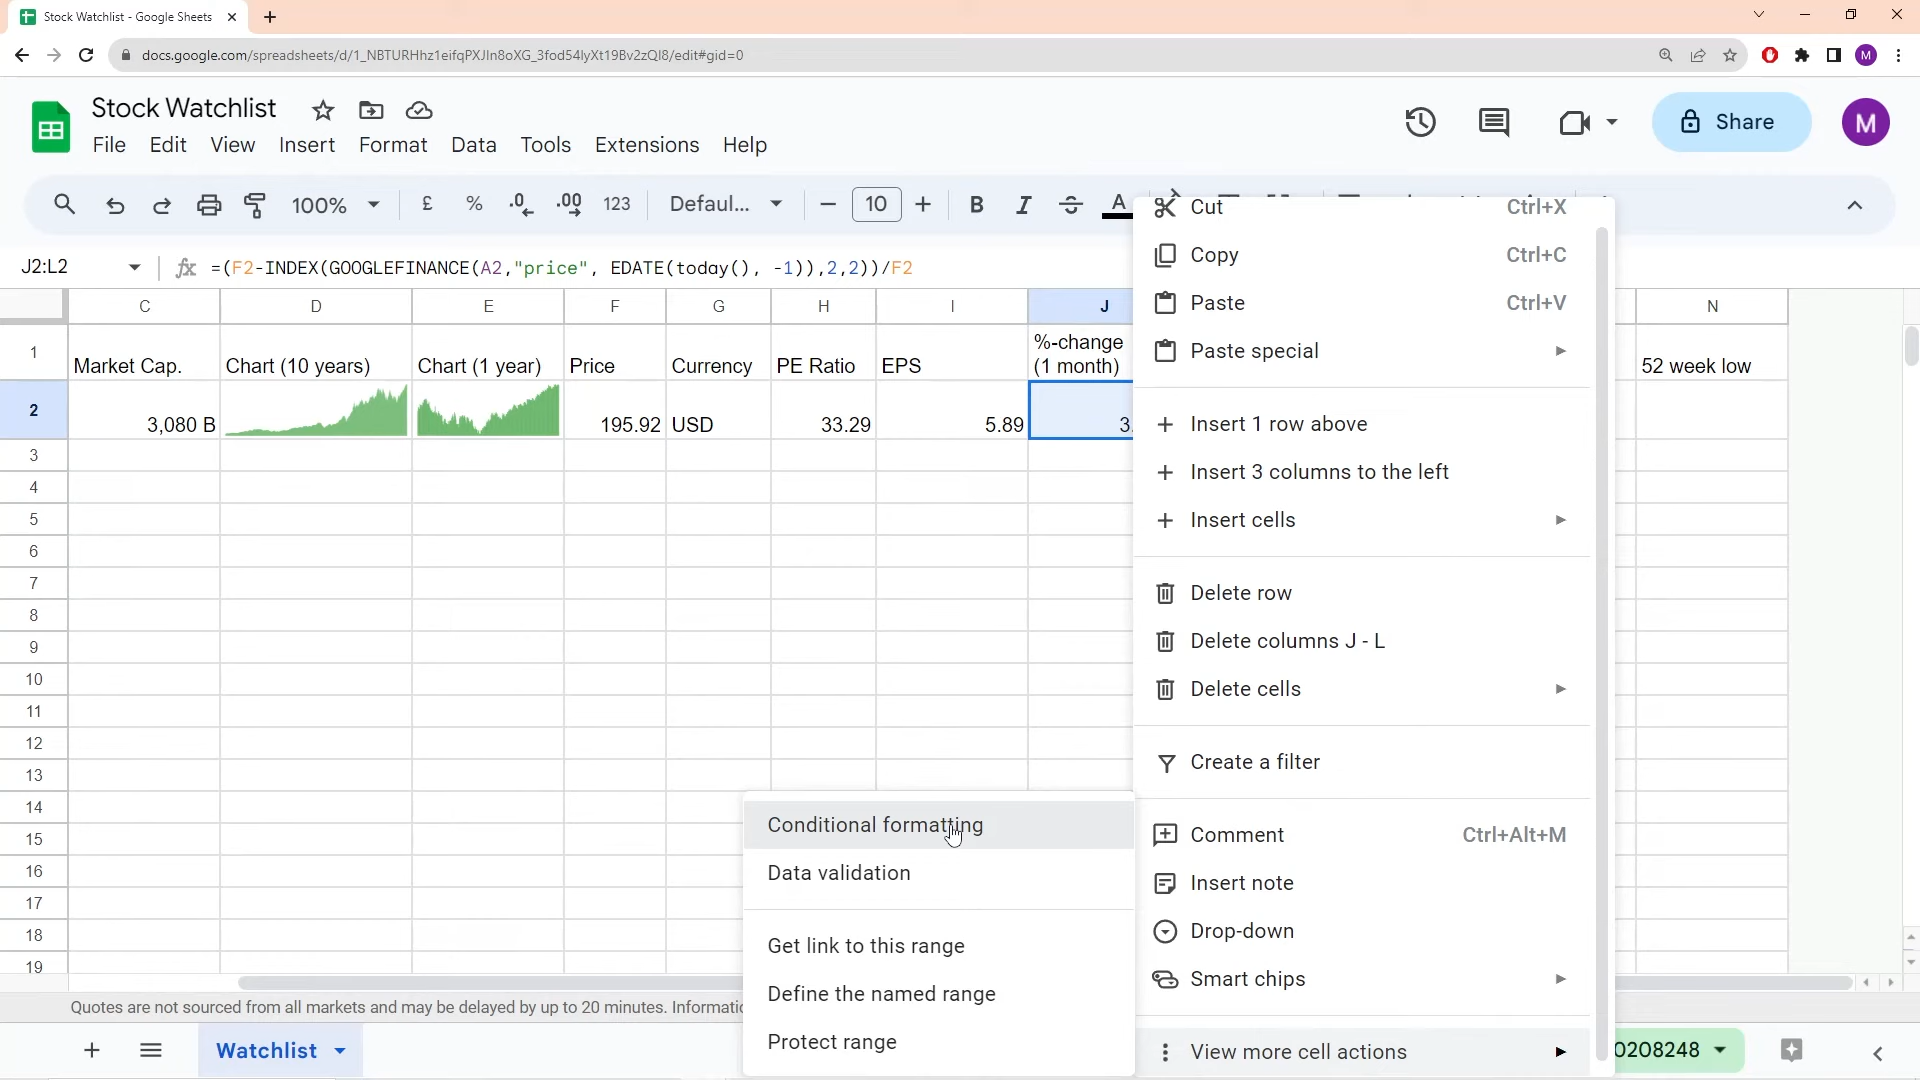 Stock Watchlist - Google Sheets
docs.google.com/spreadsheets/d/1_NBTURHhz1eifqPXJIn8oXG_3fod54IyXt19Bv2zQI8/edit#gid=0
M
Stock Watchlist
File Edit View Insert Format Data Tools Extensions Help
Share
M
100% £ % .0 .00 123 Defaul... 10 B I A
J2:L2 fx =(F2-INDEX(GOOGLEFINANCE(A2,"price", EDATE(today(), -1)),2,2))/F2
C D E F G H I J N
1 Market Cap. Chart (10 years) Chart (1 year) Price Currency PE Ratio EPS %-change (1 month) 52 week low
2 3,080 B 195.92 USD 33.29 5.89 3.
3
4
5
6
7
8
9
10
11
12
13
14
15
16
17
18
19
Cut Ctrl+X
Copy Ctrl+C
Paste Ctrl+V
Paste special
Insert 1 row above
Insert 3 columns to the left
Insert cells
Delete row
Delete columns J - L
Delete cells
Create a filter
Comment Ctrl+Alt+M
Insert note
Drop-down
Smart chips
View more cell actions
Conditional formatting
Data validation
Get link to this range
Define the named range
Protect range
Quotes are not sourced from all markets and may be delayed by up to 20 minutes.
Watchlist
0208248